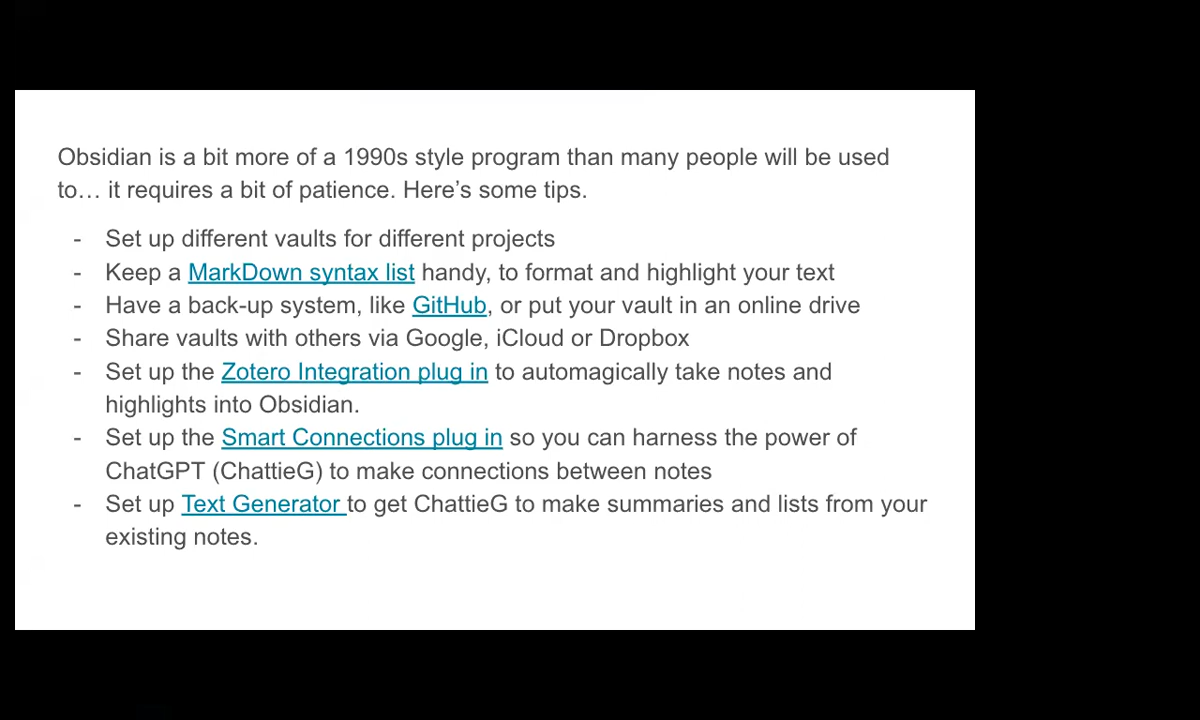 Obsidian is a bit more of a 1990s style program than many people will be used
to… it requires a bit of patience. Here’s some tips.
- Set up different vaults for different projects
- Keep a MarkDown syntax list handy, to format and highlight your text
- Have a back-up system, like GitHub, or put your vault in an online drive
- Share vaults with others via Google, iCloud or Dropbox
- Set up the Zotero Integration plug in to automagically take notes and
highlights into Obsidian.
- Set up the Smart Connections plug in so you can harness the power of
ChatGPT (ChattieG) to make connections between notes
- Set up Text Generator to get ChattieG to make summaries and lists from your
existing notes.